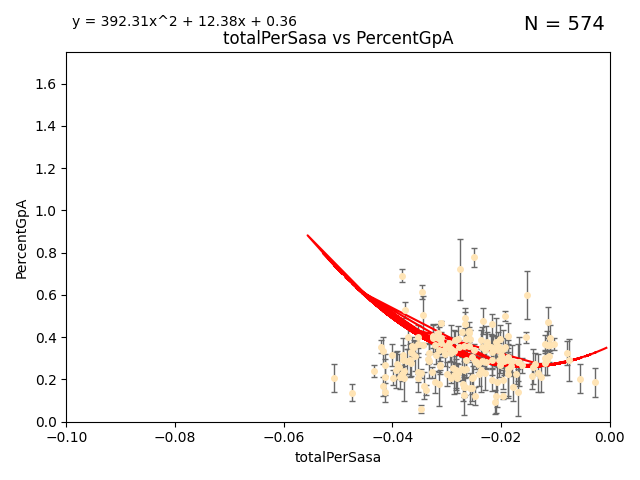 y = 392.31x^2 + 12.38x + 0.36
N = 574
totalPerSasa vs PercentGpA
PercentGpA
1.6
1.4
1.2
1.0
0.8
0.6
0.4
0.2
0.0
−0.10 −0.08 −0.06 −0.04 −0.02 0.00
totalPerSasa